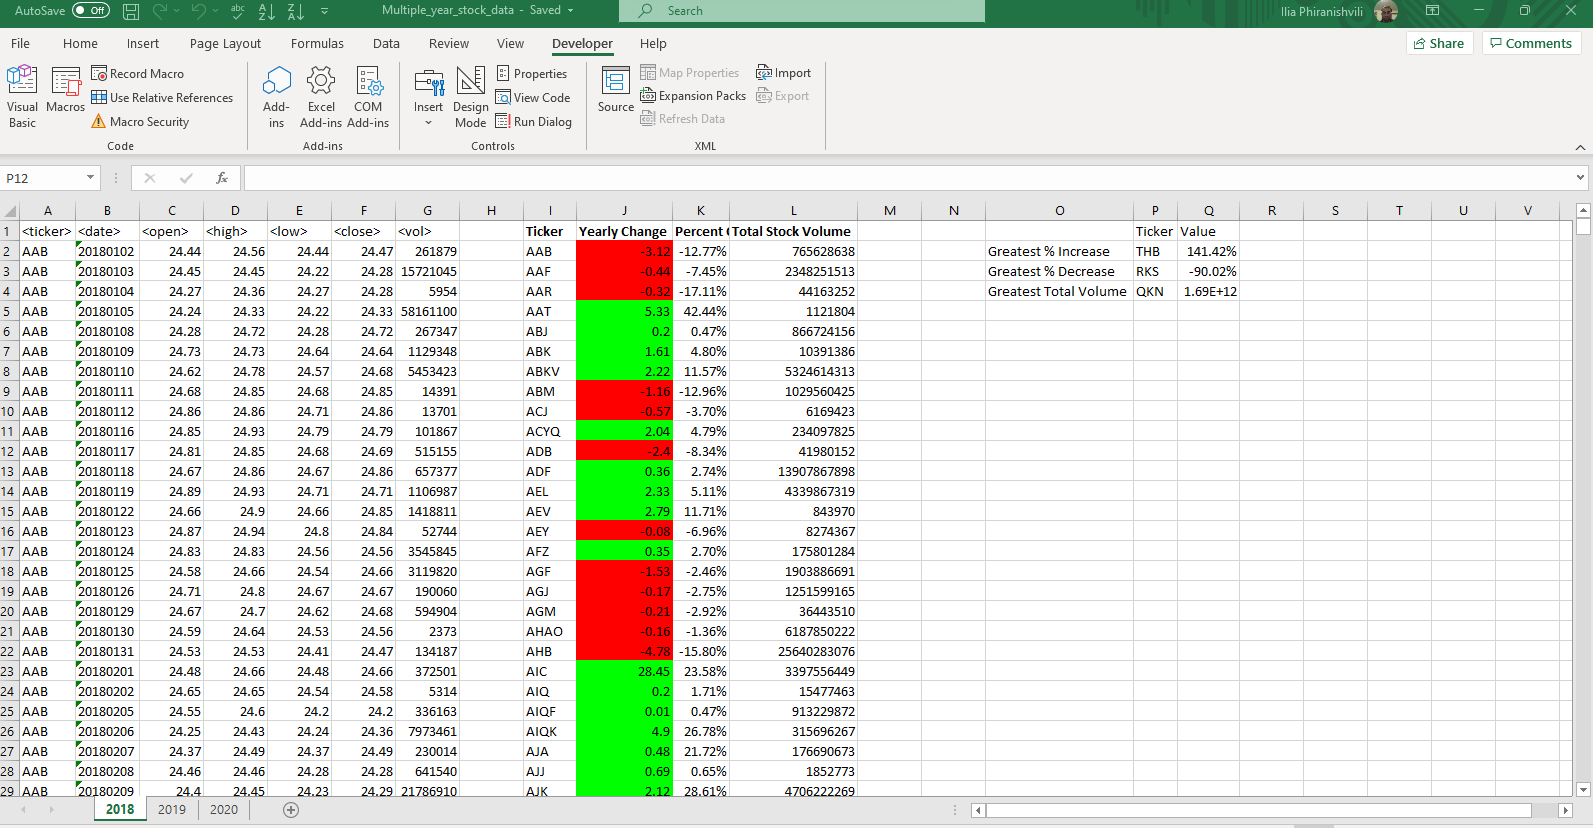 AutoSave Off Multiple_year_stock_data - Saved Search Ilia Phiranishvili
File Home Insert Page Layout Formulas Data Review View Developer Help Share Comments
Visual Basic
Macros
Record Macro
Use Relative References
Macro Security
Code
Add-ins
Excel Add-ins
COM Add-ins
Add-ins
Insert
Design Mode
Properties
View Code
Run Dialog
Controls
Source
Map Properties
Expansion Packs
Refresh Data
Import
Export
XML
P12 fx
A B C D E F G H I J K L M N O P Q R S T U V
1 <ticker> <date> <open> <high> <low> <close> <vol> Ticker Yearly Change Percent Total Stock Volume Ticker Value
2 AAB 20180102 24.44 24.56 24.44 24.47 261879 AAB -3.12 -12.77% 765628638 Greatest % Increase THB 141.42%
3 AAB 20180103 24.45 24.45 24.22 24.28 15721045 AAF -0.44 -7.45% 2348251513 Greatest % Decrease RKS -90.02%
4 AAB 20180104 24.27 24.36 24.27 24.28 5954 AAR -0.32 -17.11% 44163252 Greatest Total Volume QKN 1.69E+12
5 AAB 20180105 24.24 24.33 24.22 24.33 58161100 AAT 5.33 42.44% 1121804
6 AAB 20180108 24.28 24.72 24.28 24.72 267347 ABJ 0.2 0.47% 866724156
7 AAB 20180109 24.73 24.73 24.64 24.64 1129348 ABK 1.61 4.80% 10391386
8 AAB 20180110 24.62 24.78 24.57 24.68 5453423 ABKV 2.22 11.57% 5324614313
9 AAB 20180111 24.68 24.85 24.68 24.85 14391 ABM -1.16 -12.96% 1029560425
10 AAB 20180112 24.86 24.86 24.71 24.86 13701 ACJ -0.57 -3.70% 6169423
11 AAB 20180116 24.85 24.93 24.79 24.79 101867 ACYQ 2.04 4.79% 234097825
12 AAB 20180117 24.81 24.85 24.68 24.69 515155 ADB -2.4 -8.34% 41980152
13 AAB 20180118 24.67 24.86 24.67 24.86 657377 ADF 0.36 2.74% 13907867898
14 AAB 20180119 24.89 24.93 24.71 24.71 1106987 AEL 2.33 5.11% 4339867319
15 AAB 20180122 24.66 24.9 24.66 24.85 1418811 AEV 2.79 11.71% 843970
16 AAB 20180123 24.87 24.94 24.8 24.84 52744 AEY -0.08 -6.96% 8274367
17 AAB 20180124 24.83 24.83 24.56 24.56 3545845 AFZ 0.35 2.70% 175801284
18 AAB 20180125 24.58 24.66 24.54 24.66 3119820 AGF -1.53 -2.46% 1903886691
19 AAB 20180126 24.71 24.8 24.67 24.67 190060 AGJ -0.17 -2.75% 1251599165
20 AAB 20180129 24.67 24.7 24.62 24.68 594904 AGM -0.21 -2.92% 36443510
21 AAB 20180130 24.59 24.64 24.53 24.56 2373 AHAO -0.16 -1.36% 6187850222
22 AAB 20180131 24.53 24.53 24.41 24.47 134187 AHB -4.78 -15.80% 25640283076
23 AAB 20180201 24.48 24.66 24.48 24.66 372501 AIC 28.45 23.58% 3397556449
24 AAB 20180202 24.65 24.65 24.54 24.58 5314 AIQ 0.2 1.71% 15477463
25 AAB 20180205 24.55 24.6 24.2 24.2 336163 AIQF 0.01 0.47% 913229872
26 AAB 20180206 24.25 24.43 24.24 24.36 7973461 AIQK 4.9 26.78% 315696267
27 AAB 20180207 24.37 24.49 24.37 24.49 230014 AJA 0.48 21.72% 176690673
28 AAB 20180208 24.46 24.46 24.28 24.28 641540 AJJ 0.69 0.65% 1852773
29 AAB 20180209 24.4 24.45 24.23 24.29 21786910 AJK 2.12 28.61% 4706222269
2018 2019 2020